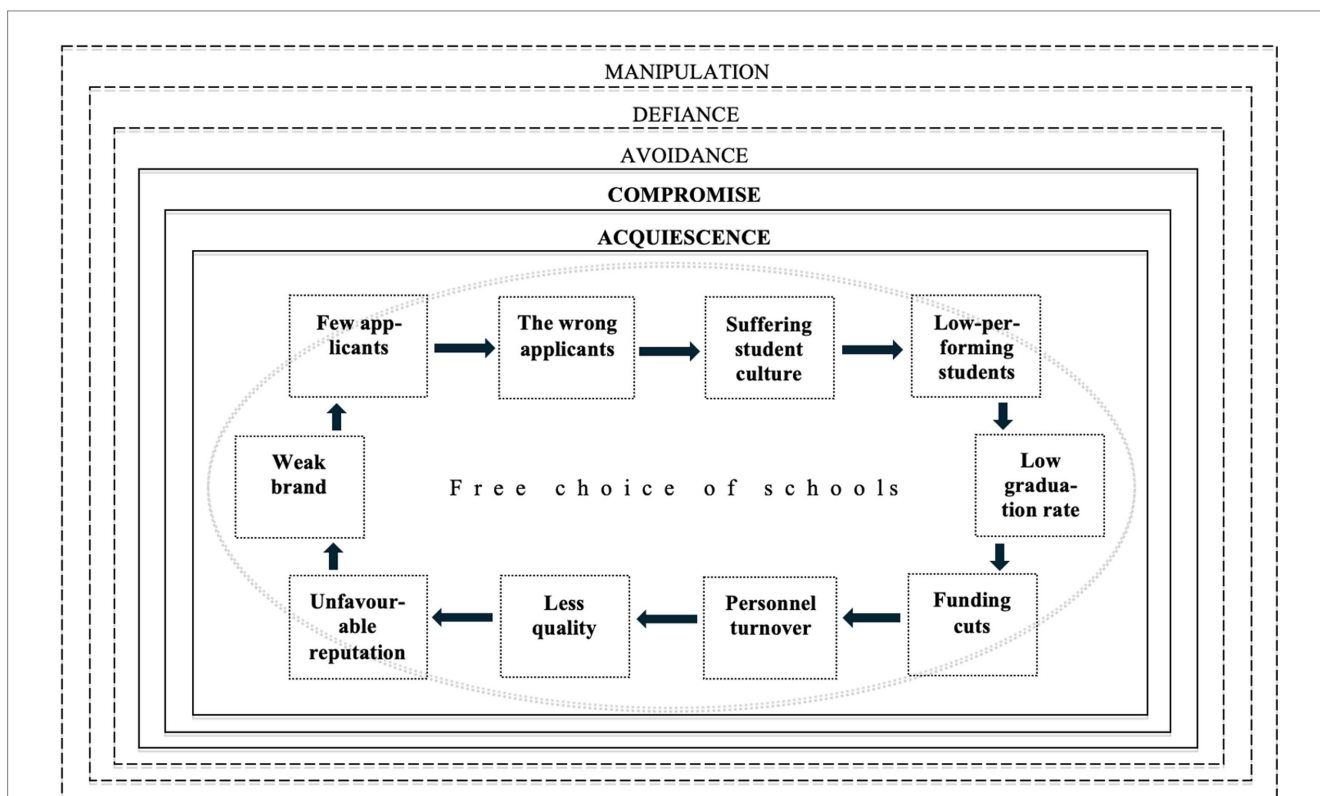 MANIPULATION
DEFIANCE
AVOIDANCE
COMPROMISE
ACQUIESCENCE
Few app-
licants
The wrong
applicants
Suffering
student
culture
Low-per-
forming
students
Low
gradua-
tion rate
Funding
cuts
Personnel
turnover
Less
quality
Unfavour-
able
reputation
Weak
brand
Free choice of schools